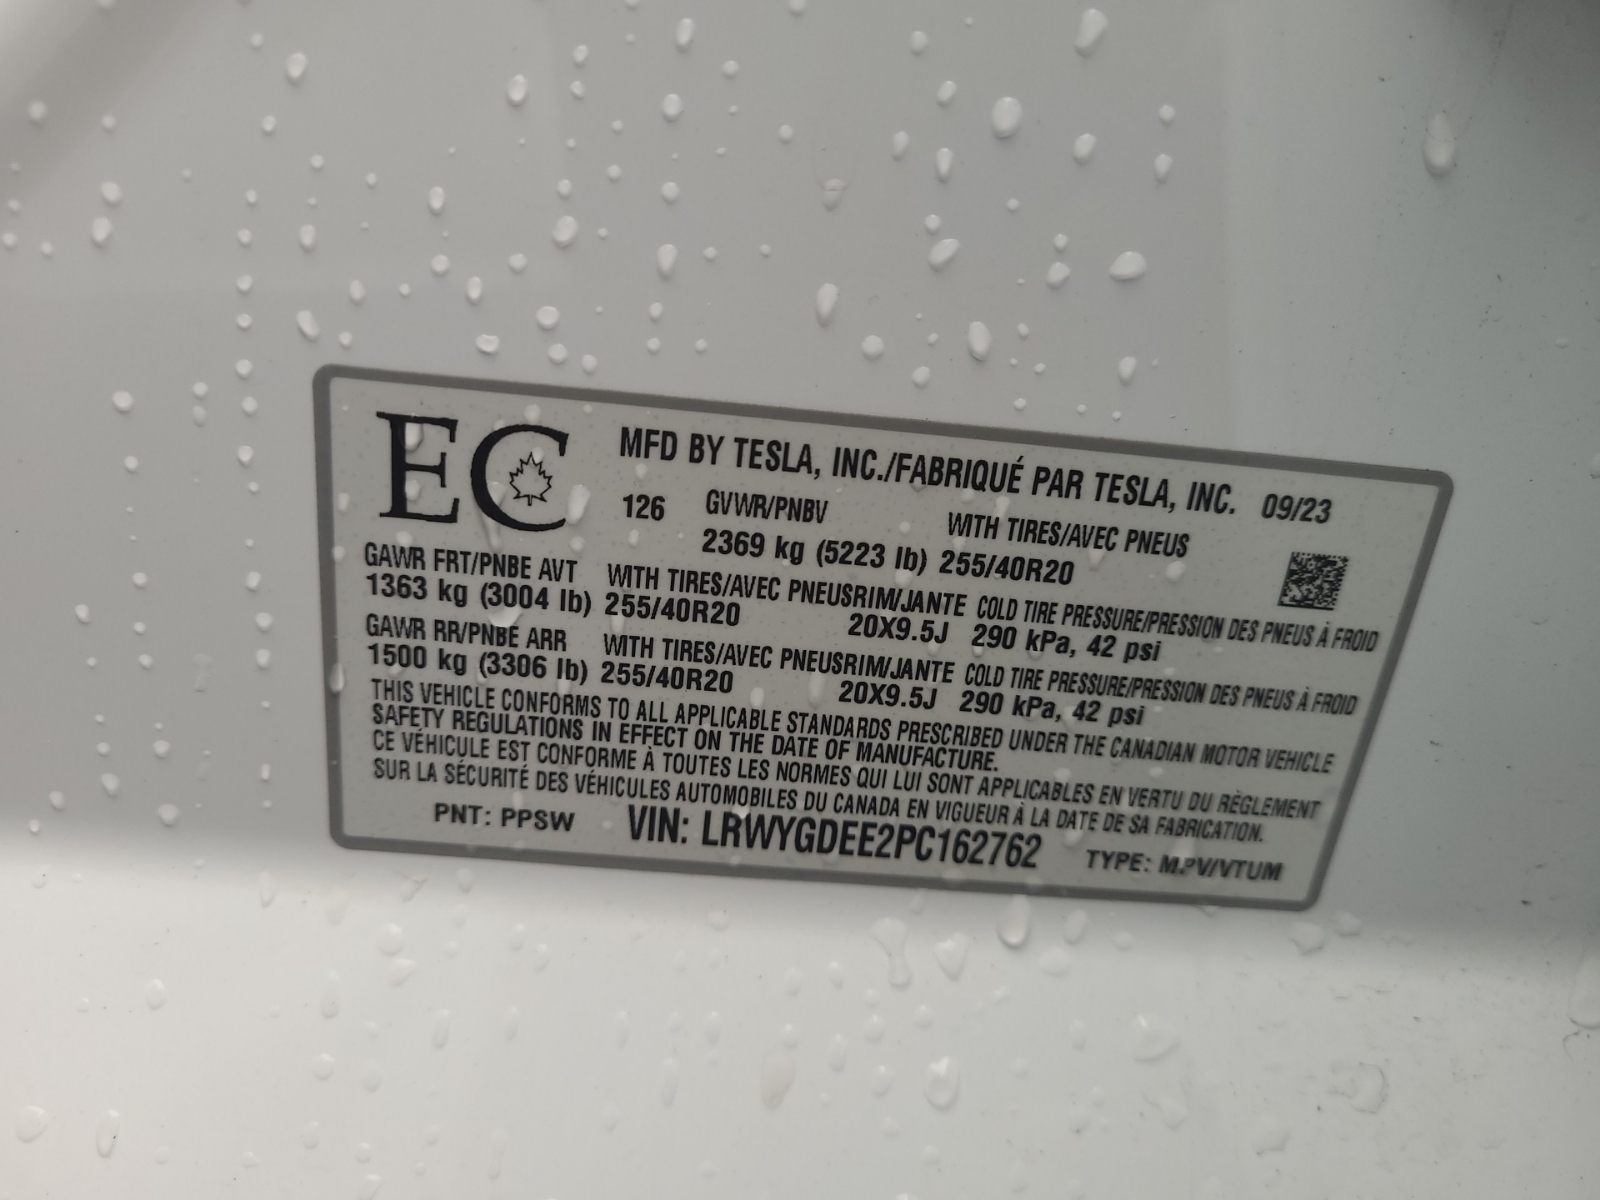 EC MFD BY TESLA, INC./FABRIQUÉ PAR TESLA, INC. 09/23
126 GVWR/PNBV WITH TIRES/AVEC PNEUS
2369 kg (5223 lb) 255/40R20
GAWR FRT/PNBE AVT WITH TIRES/AVEC PNEUS RIM/JANTE COLD TIRE PRESSURE/PRESSION DES PNEUS À FROID
1363 kg (3004 lb) 255/40R20 20X9.5J 290 kPa, 42 psi
GAWR RR/PNBE ARR WITH TIRES/AVEC PNEUS RIM/JANTE COLD TIRE PRESSURE/PRESSION DES PNEUS À FROID
1500 kg (3306 lb) 255/40R20 20X9.5J 290 kPa, 42 psi
THIS VEHICLE CONFORMS TO ALL APPLICABLE STANDARDS PRESCRIBED UNDER THE CANADIAN MOTOR VEHICLE
SAFETY REGULATIONS IN EFFECT ON THE DATE OF MANUFACTURE.
CE VÉHICULE EST CONFORME À TOUTES LES NORMES QUI LUI SONT APPLICABLES EN VERTU DU RÈGLEMENT
SUR LA SÉCURITÉ DES VÉHICULES AUTOMOBILES DU CANADA EN VIGUEUR À LA DATE DE SA FABRICATION.
PNT: PPSW VIN: LRWYGDEE2PC162762 TYPE: MPV/VTUM